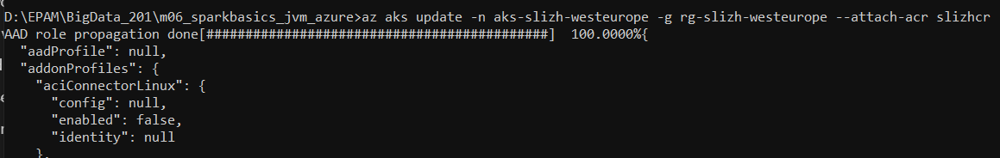 D:\EPAM\BigData_201\m06_sparkbasics_jvm_azure>az aks update -n aks-slizh-westeurope -g rg-slizh-westeurope --attach-acr slizhcr
AAD role propagation done[############################################]  100.0000%{
  "aadProfile": null,
  "addonProfiles": {
    "aciConnectorLinux": {
      "config": null,
      "enabled": false,
      "identity": null
    },